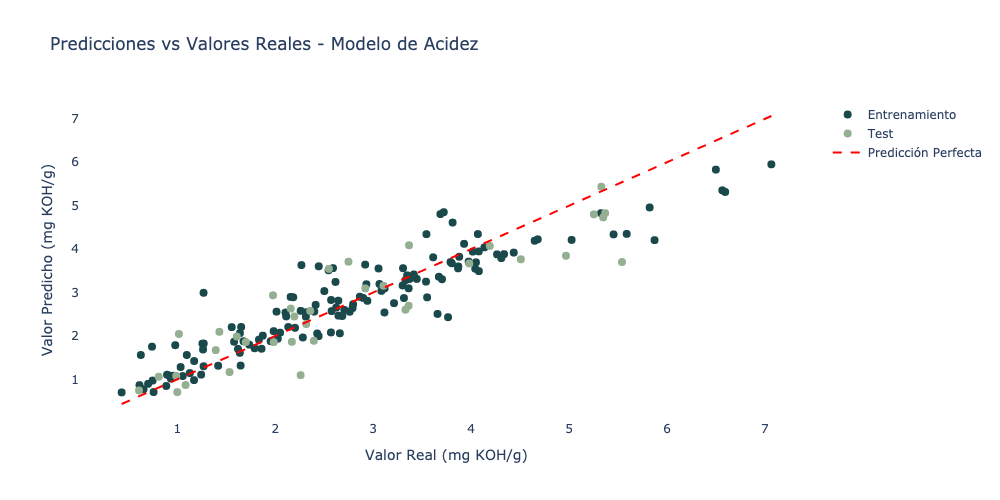 Predicciones vs Valores Reales - Modelo de Acidez
Valor Predicho (mg KOH/g)
7
6
5
4
3
2
1
1
2
3
4
5
6
7
Valor Real (mg KOH/g)
Entrenamiento
Test
Predicción Perfecta